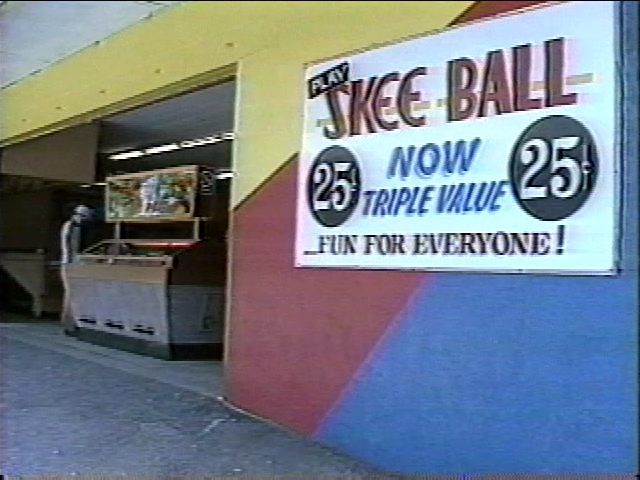 PLAY
SKEE BALL
25¢ NOW 25¢
TRIPLE VALUE
...FUN FOR EVERYONE!